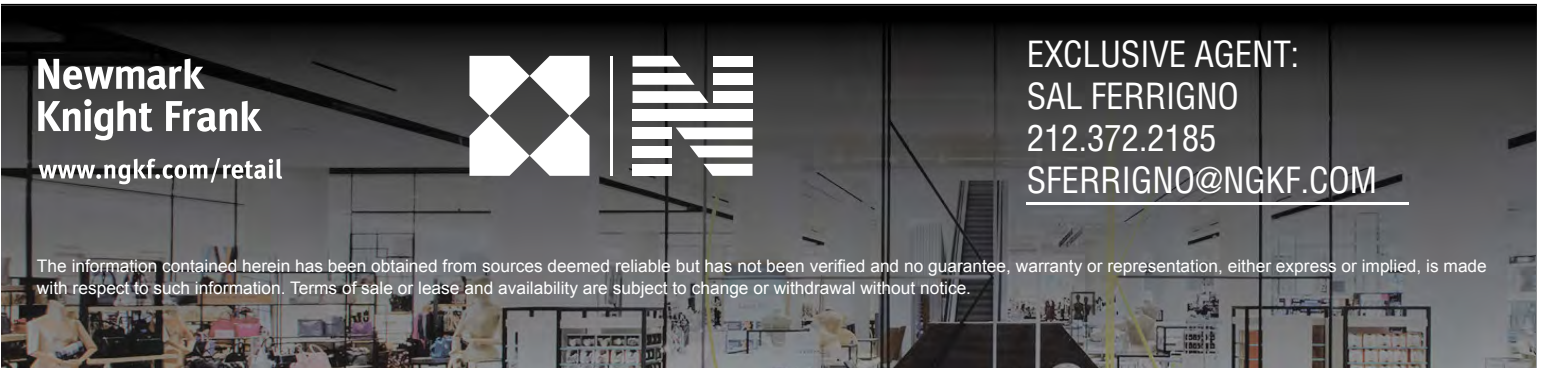 Newmark
Knight Frank
www.ngkf.com/retail
N
EXCLUSIVE AGENT:
SAL FERRIGNO
212.372.2185
SFERRIGNO@NGKF.COM
The information contained herein has been obtained from sources deemed reliable but has not been verified and no guarantee, warranty or representation, either express or implied, is made
with respect to such information. Terms of sale or lease and availability are subject to change or withdrawal without notice.